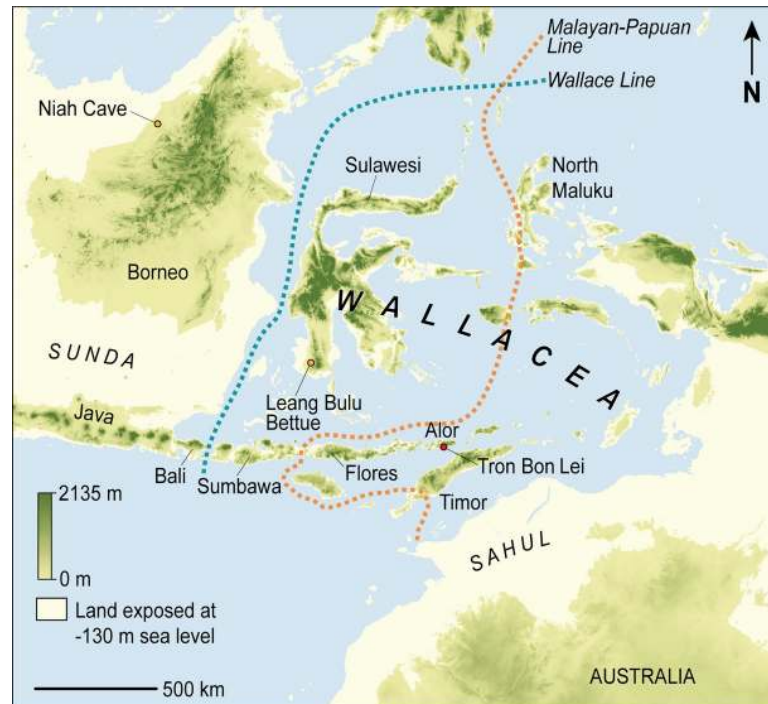 Malayan-Papuan
Line
Wallace Line
N
Niah Cave
Sulawesi
North
Maluku
Borneo
WALLACEA
SUNDA
Leang Bulu
Bettue
Java
Alor
Bali
Sumbawa
Flores
Tron Bon Lei
Timor
2135 m
0 m
SAHUL
Land exposed at
-130 m sea level
500 km
AUSTRALIA